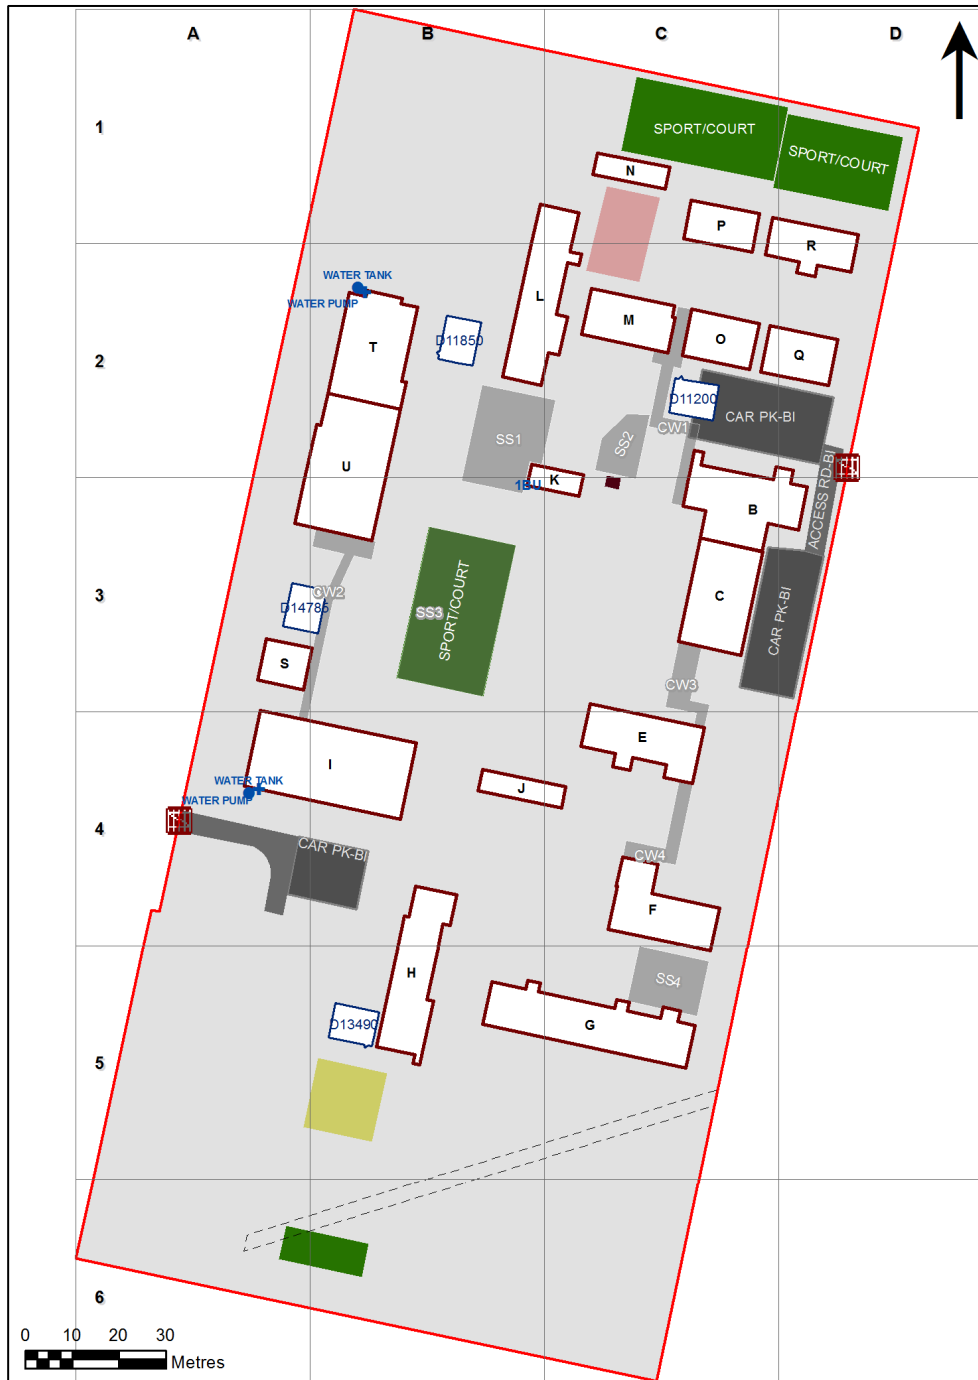 A
B
C
D
1
SPORT/COURT
SPORT/COURT
N
P
R
WATER TANK
WATER PUMP
L
M
O
Q
D11850
T
2
D11200
CAR PK-BI
CW1
SS1
SS2
U
K
1BU
ACCESS RD-BI
B
3
C
CW2
D14785
SS3
SPORT/COURT
CAR PK-BI
S
CW3
E
I
WATER TANK
WATER PUMP
J
4
CAR PK-BI
CW4
F
H
SS4
D13490
G
5
6
0 10 20 30
Metres